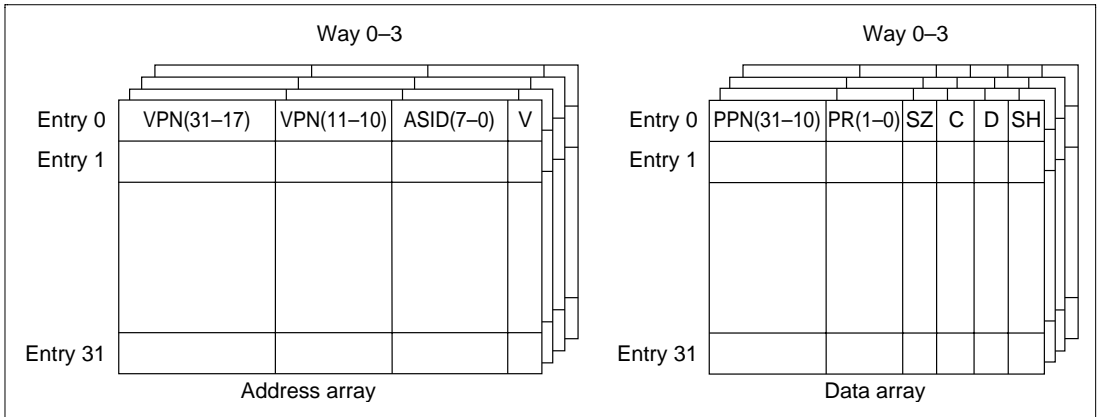 Way 0–3
Way 0–3
Entry 0 VPN(31–17) VPN(11–10) ASID(7–0) V
Entry 0 PPN(31–10) PR(1–0) SZ C D SH
Entry 1
Entry 1
Entry 31
Entry 31
Address array
Data array